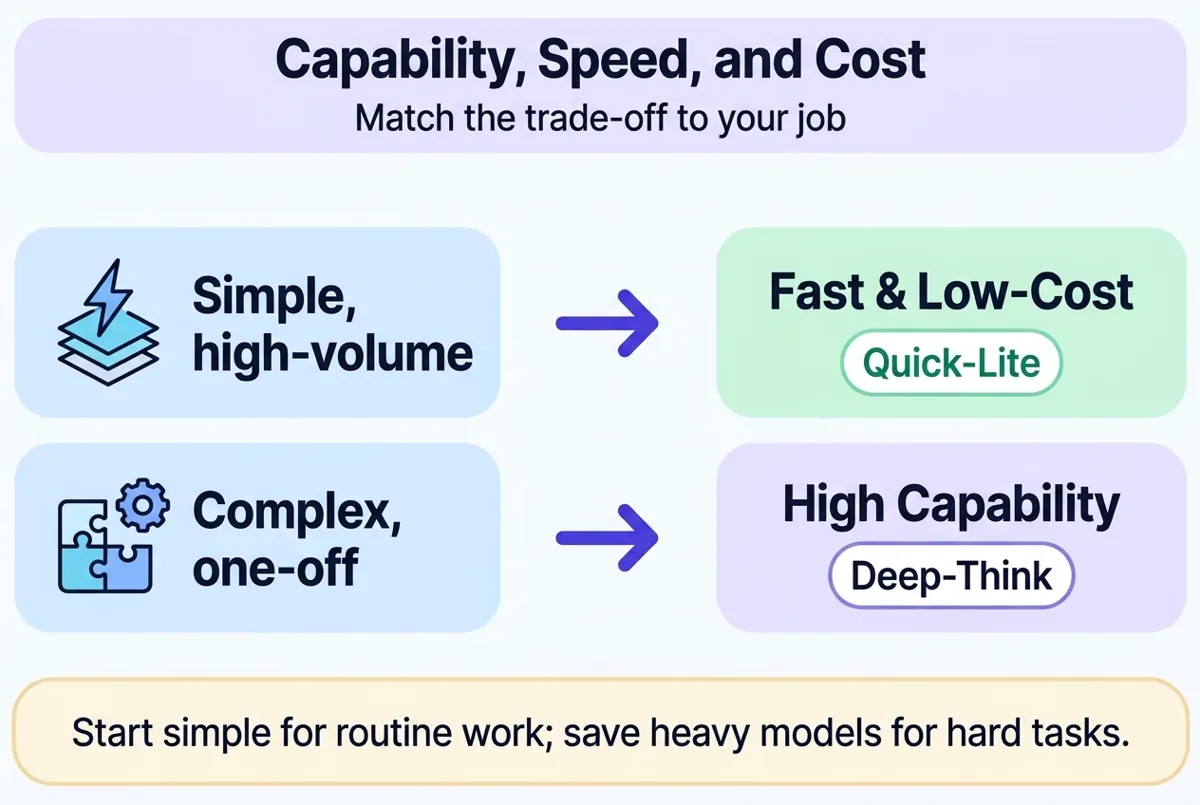 Capability, Speed, and Cost
Match the trade-off to your job
Simple,
high-volume
Fast & Low-Cost
Quick-Lite
Complex,
one-off
High Capability
Deep-Think
Start simple for routine work; save heavy models for hard tasks.